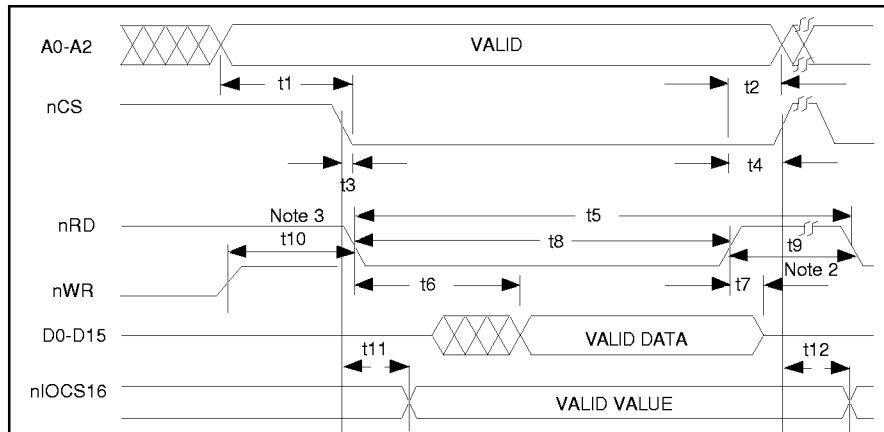 A0-A2
VALID
t1
t2
nCS
t3
t4
nRD
Note 3
t5
t10
t8
t9
Note 2
nWR
t6
t7
D0-D15
VALID DATA
t11
t12
nIOCS16
VALID VALUE